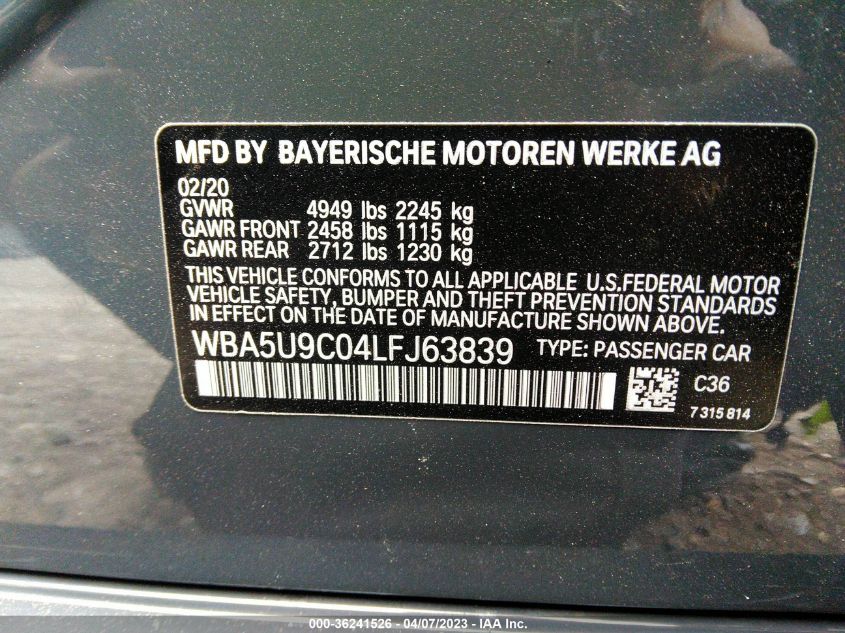 MFD BY BAYERISCHE MOTOREN WERKE AG
02/20
GVWR 4949 lbs 2245 kg
GAWR FRONT 2458 lbs 1115 kg
GAWR REAR 2712 lbs 1230 kg
THIS VEHICLE CONFORMS TO ALL APPLICABLE U.S.FEDERAL MOTOR
VEHICLE SAFETY, BUMPER AND THEFT PREVENTION STANDARDS
IN EFFECT ON THE DATE OF MANUFACTURE SHOWN ABOVE.
WBA5U9C04LFJ63839 TYPE: PASSENGER CAR
C36
7 315 814
000-36241526 - 04/07/2023 - IAA Inc.